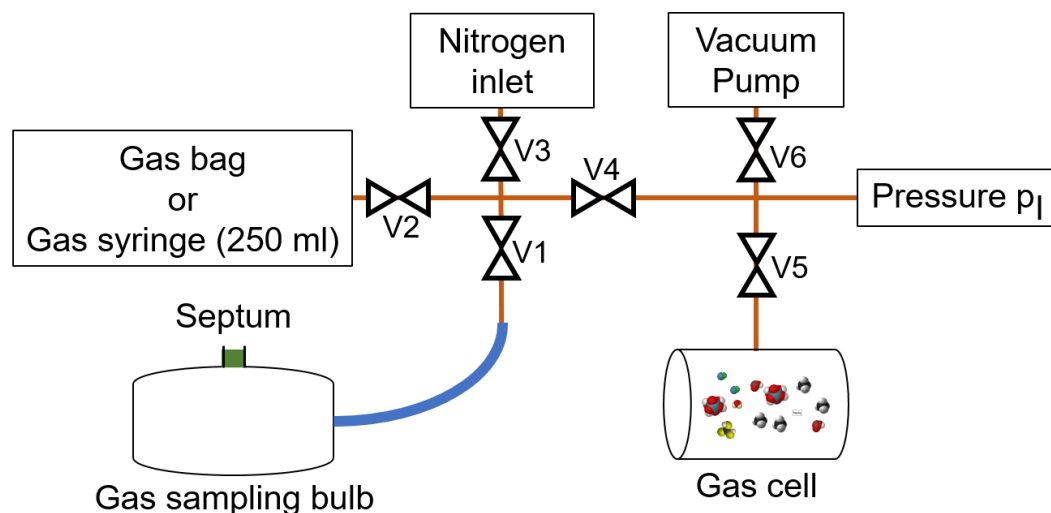 Nitrogen
inlet
Vacuum
Pump
V3
V6
Gas bag
or
Gas syringe (250 ml)
V2
V4
Pressure pI
V1
V5
Septum
Gas sampling bulb
Gas cell